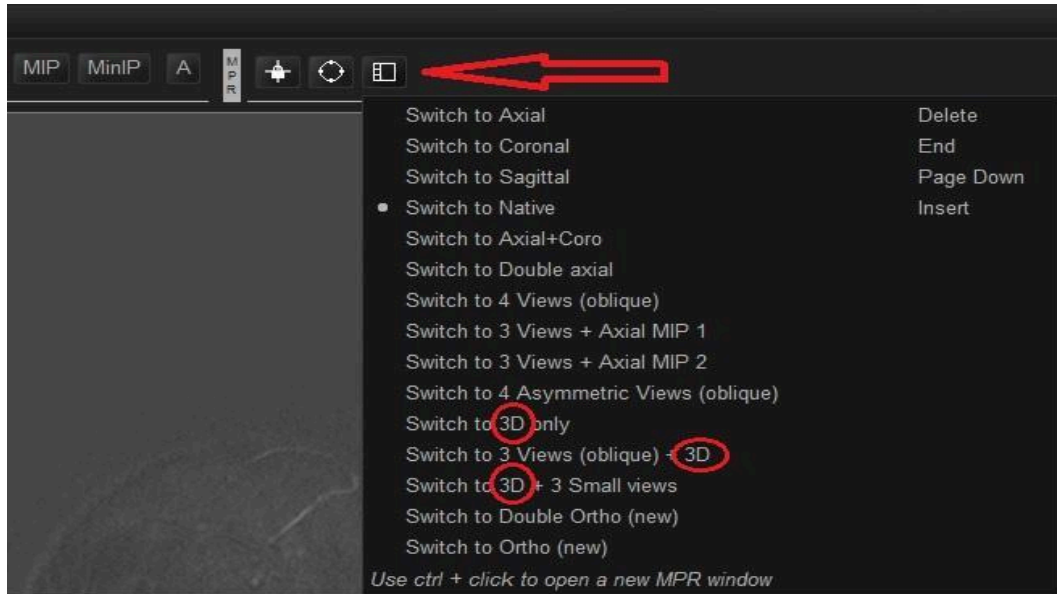 MIP MinIP A MPR
Switch to Axial Delete
Switch to Coronal End
Switch to Sagittal Page Down
Switch to Native Insert
Switch to Axial+Coro
Switch to Double axial
Switch to 4 Views (oblique)
Switch to 3 Views + Axial MIP 1
Switch to 3 Views + Axial MIP 2
Switch to 4 Asymmetric Views (oblique)
Switch to 3D only
Switch to 3 Views (oblique) + 3D
Switch to 3D + 3 Small views
Switch to Double Ortho (new)
Switch to Ortho (new)
Use ctrl + click to open a new MPR window